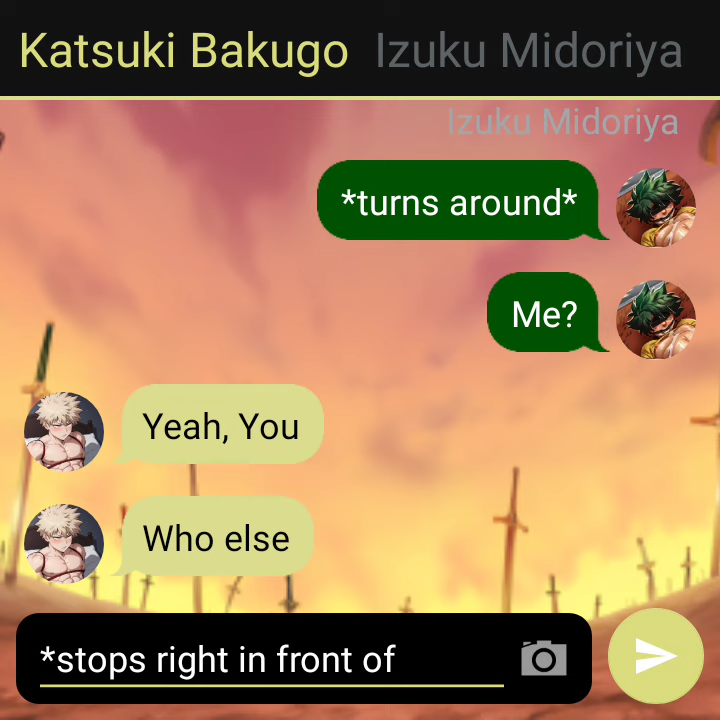 Katsuki Bakugo Izuku Midoriya
Izuku Midoriya
*turns around*
Me?
Yeah, You
Who else
*stops right in front of